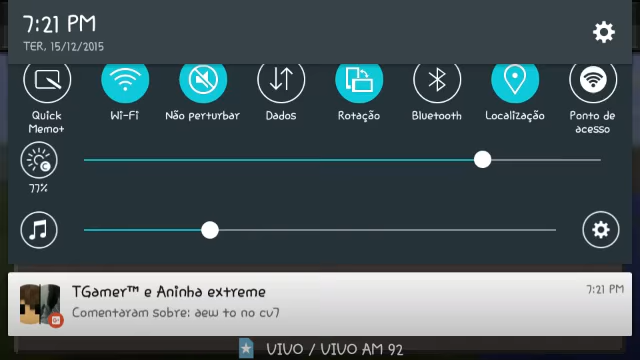 7:21 PM
TER, 15/12/2015
Quick Memo+
Wi-Fi
Não perturbar
Dados
Rotação
Bluetooth
Localização
Ponto de acesso
77%
TGamer™ e Aninha extreme
7:21 PM
Comentaram sobre: aew to no cv7
VIVO / VIVO AM 92